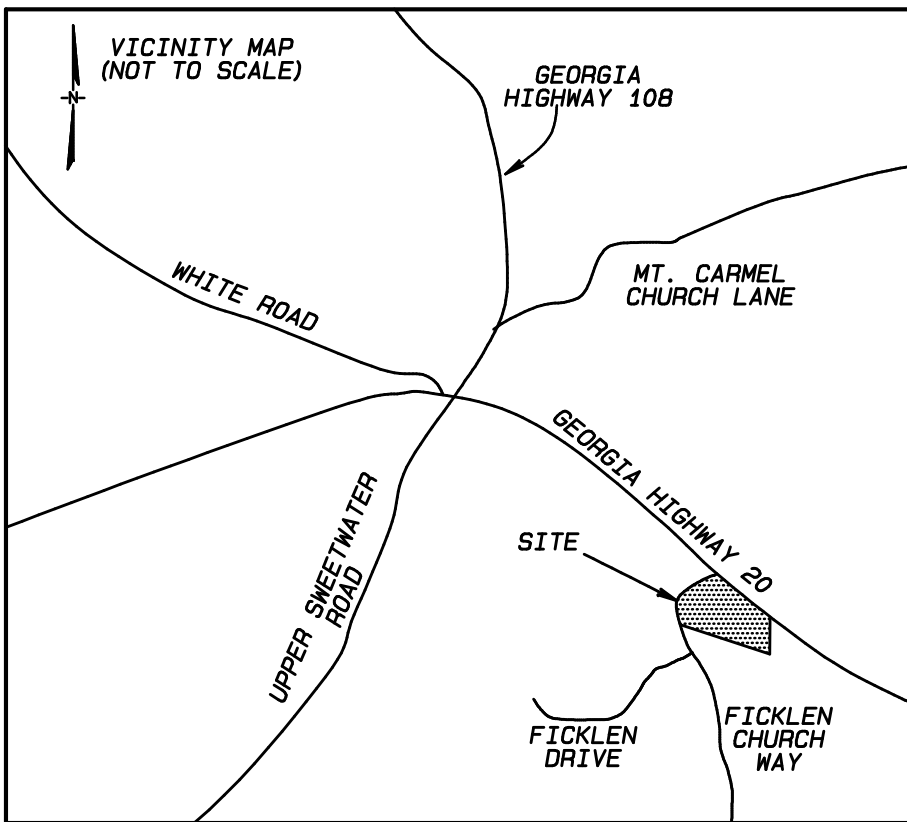 VICINITY MAP
(NOT TO SCALE)
N
GEORGIA
HIGHWAY 108
WHITE ROAD
MT. CARMEL
CHURCH LANE
GEORGIA HIGHWAY 20
UPPER SWEETWATER
ROAD
SITE
FICKLEN
DRIVE
FICKLEN
CHURCH
WAY